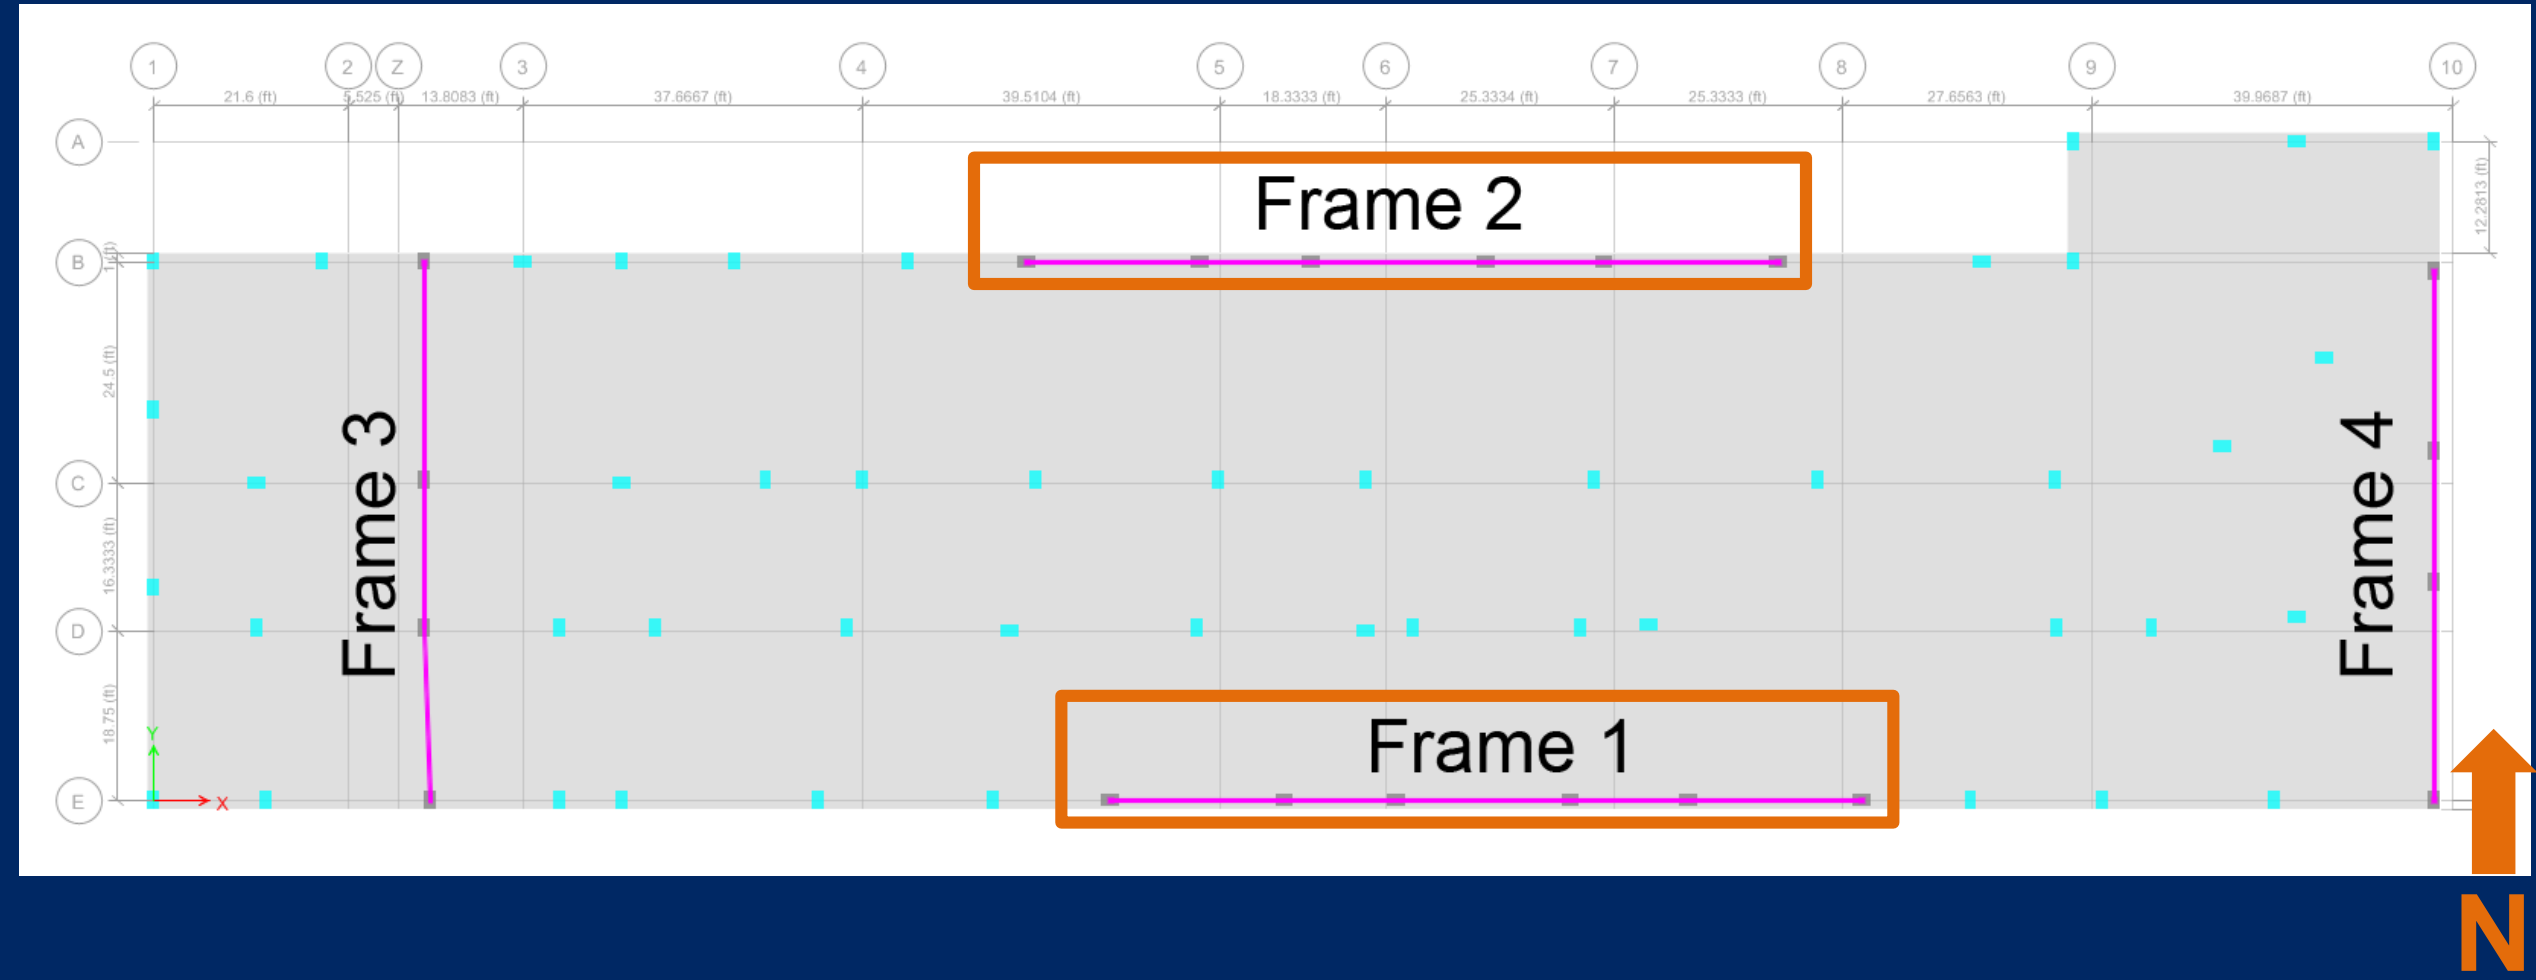 1 2 Z 3 4 5 6 7 8 9 10
21.6 (ft) 5.525 (ft) 13.8083 (ft) 37.6667 (ft) 39.5104 (ft) 18.3333 (ft) 25.3334 (ft) 25.3333 (ft) 27.6563 (ft) 39.9687 (ft)
A
12.2813 (ft)
Frame 2
B
24.5 (ft)
Frame 3
Frame 4
C
16.3333 (ft)
D
18.75 (ft)
Frame 1
Y
E
X
N